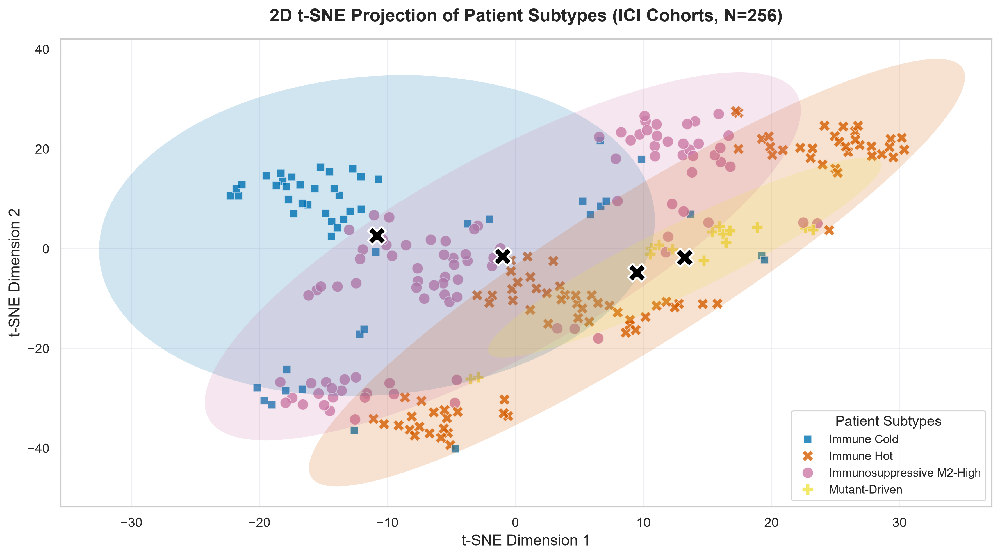 2D t-SNE Projection of Patient Subtypes (ICI Cohorts, N=256)
t-SNE Dimension 2
40
20
0
−20
−40
−30
−20
−10
0
10
20
30
t-SNE Dimension 1
Patient Subtypes
Immune Cold
Immune Hot
Immunosuppressive M2-High
Mutant-Driven